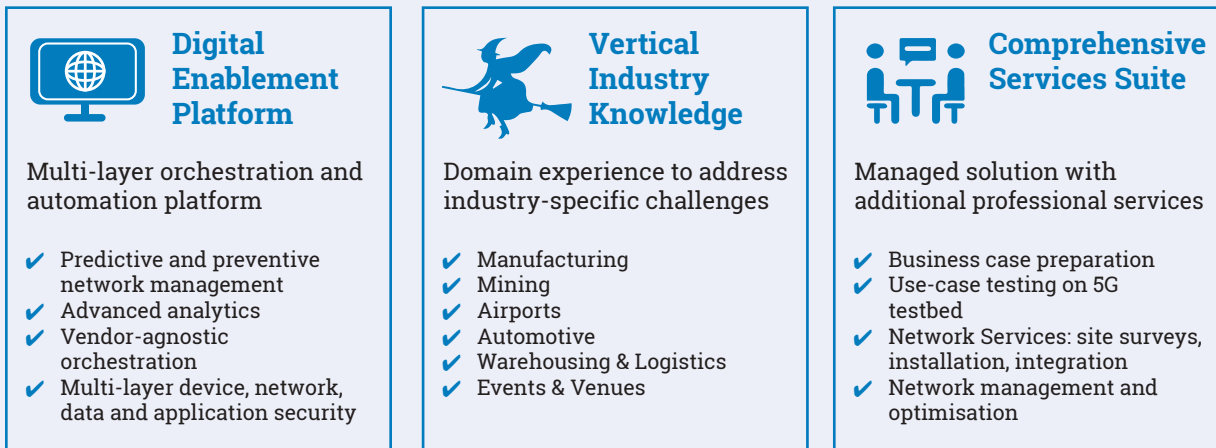 Digital
Enablement
Platform
Multi-layer orchestration and
automation platform
✔ Predictive and preventive
network management
✔ Advanced analytics
✔ Vendor-agnostic
orchestration
✔ Multi-layer device, network,
data and application security
Vertical
Industry
Knowledge
Domain experience to address
industry-specific challenges
✔ Manufacturing
✔ Mining
✔ Airports
✔ Automotive
✔ Warehousing & Logistics
✔ Events & Venues
Comprehensive
Services Suite
Managed solution with
additional professional services
✔ Business case preparation
✔ Use-case testing on 5G
testbed
✔ Network Services: site surveys,
installation, integration
✔ Network management and
optimisation